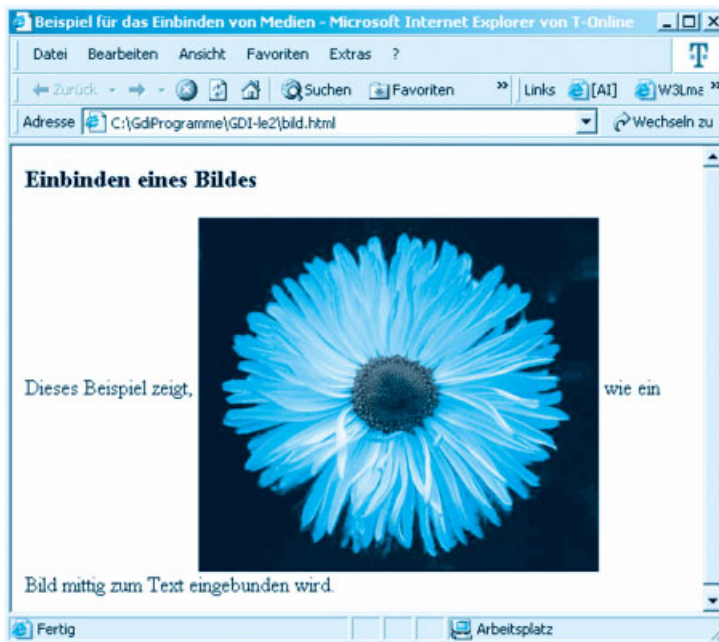 Beispiel für das Einbinden von Medien - Microsoft Internet Explorer von T-Online
Datei Bearbeiten Ansicht Favoriten Extras ?
Zurück Suchen Favoriten » Links [AI] W3Lme »
Adresse C:\GdiProgramme\GDI-le2\bild.html Wechseln zu
Einbinden eines Bildes
Dieses Beispiel zeigt, wie ein
Bild mittig zum Text eingebunden wird.
Fertig Arbeitsplatz